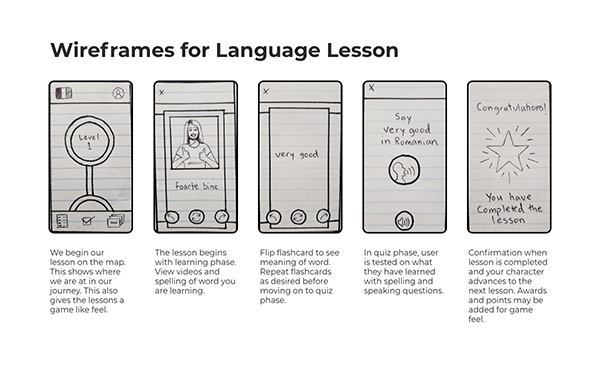 Wireframes for Language Lesson
Level
1
x
foarte bine
x
very good
x
Say
very good
in Romanian
Congratulations!
You have
Completed the
lesson
We begin our
lesson on the map.
This shows where
we are at in our
journey. This also
gives the lessons a
game like feel.
The lesson begins
with learning phase.
View videos and
spelling of word you
are learning.
Flip flashcard to see
meaning of word.
Repeat flashcards
as desired before
moving on to quiz
phase.
In quiz phase, user
is tested on what
they have learned
with spelling and
speaking questions.
Confirmation when
lesson is completed
and your character
advances to the
next lesson. Awards
and points may be
added for game
feel.